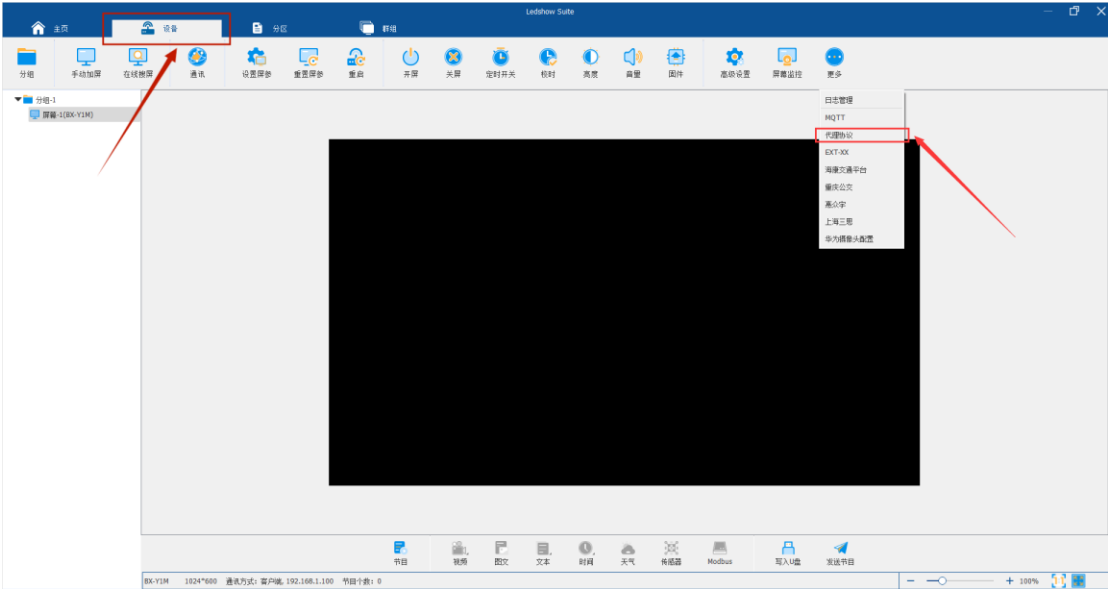 Ledshow Suite
主页
设备
分区
群组
分组
手动加屏
在线搜屏
通讯
设置屏参
重置屏参
重启
开屏
关屏
定时开关
校时
亮度
音量
固件
高级设置
屏幕监控
更多
分组-1
屏幕-1(BX-Y1M)
日志管理
MQTT
代理协议
EXT-XX
海康交通平台
重庆公交
高众宇
上海三思
华为摄像头配置
节目
视频
图文
文本
时间
天气
传感器
Modbus
写入U盘
发送节目
BX-Y1M 1024*600 通讯方式: 客户端, 192.168.1.100 节目个数: 0
100%
1:1